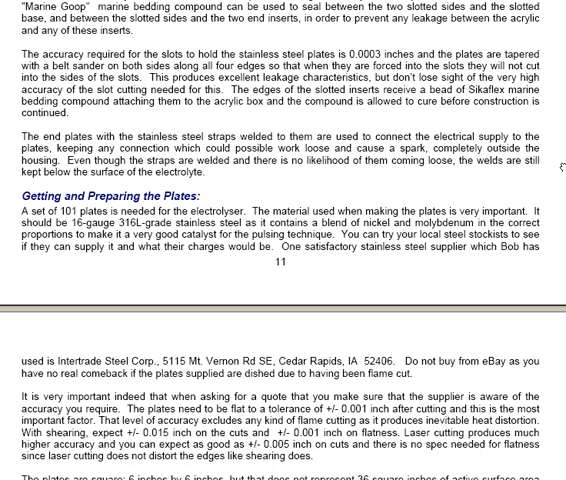 "Marine Goop"  marine bedding compound can be used to seal between the two slotted sides and the slotted
base, and between the slotted sides and the two end inserts, in order to prevent any leakage between the acrylic
and any of these inserts.
The accuracy required for the slots to hold the stainless steel plates is 0.0003 inches and the plates are tapered
with a belt sander on both sides along all four edges so that when they are forced into the slots they will not cut
into the sides of the slots.  This produces excellent leakage characteristics, but don't lose sight of the very high
accuracy of the slot cutting needed for this.  The edges of the slotted inserts receive a bead of Sikaflex marine
bedding compound attaching them to the acrylic box and the compound is allowed to cure before construction is
continued.
The end plates with the stainless steel straps welded to them are used to connect the electrical supply to the
plates, keeping any connection which could possibly work loose and cause a spark, completely outside the
housing.  Even though the straps are welded and there is no likelihood of them coming loose, the welds are still
kept below the surface of the electrolyte.
Getting and Preparing the Plates:
A set of 101 plates is needed for the electrolyser.  The material used when making the plates is very important.  It
should be 16-gauge 316L-grade stainless steel as it contains a blend of nickel and molybdenum in the correct
proportions to make it a very good catalyst for the pulsing technique.  You can try your local steel stockists to see
if they can supply it and what their charges would be.  One satisfactory stainless steel supplier which Bob has
11
used is Intertrade Steel Corp., 5115 Mt. Vernon Rd SE, Cedar Rapids, IA  52406.   Do not buy from eBay as you
have no real comeback if the plates supplied are dished due to having been flame cut.
It is very important indeed that when asking for a quote that you make sure that the supplier is aware of the
accuracy you require.  The plates need to be flat to a tolerance of +/- 0.001 inch after cutting and this is the most
important factor.  That level of accuracy excludes any kind of flame cutting as it produces inevitable heat distortion.
With shearing, expect +/- 0.015 inch on the cuts and  +/- 0.001 inch on flatness.  Laser cutting produces much
higher accuracy and you can expect as good as +/- 0.005 inch on cuts and there is no spec needed for flatness
since laser cutting does not distort the edges like shearing does.
The plates are square: 6 inches by 6 inches, but that does not represent 36 square inches of active surface area